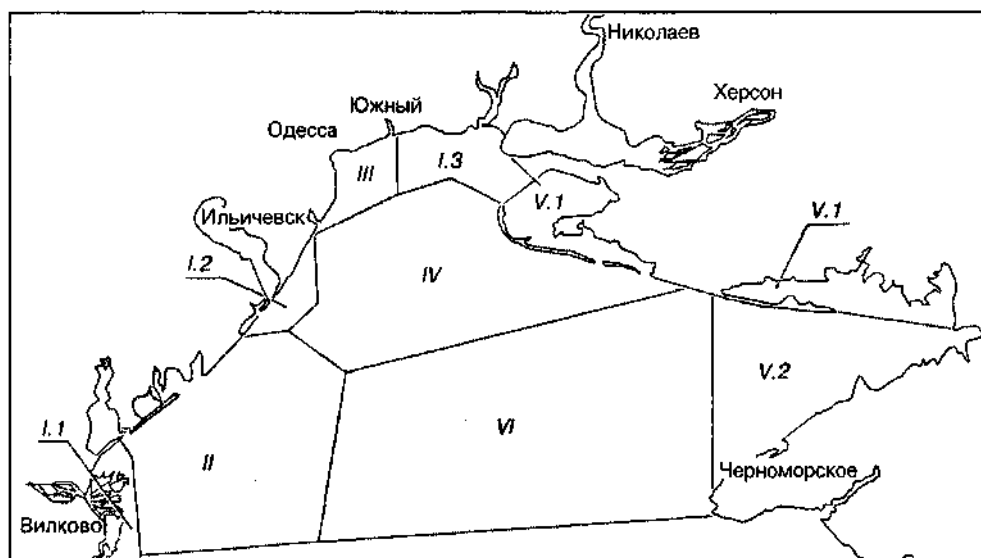 Николаев
Херсон
Южный
Одесса
III
I.3
V.1
Ильичевск
V.1
I.2
IV
V.2
I.1
II
VI
Черноморское
Вилково